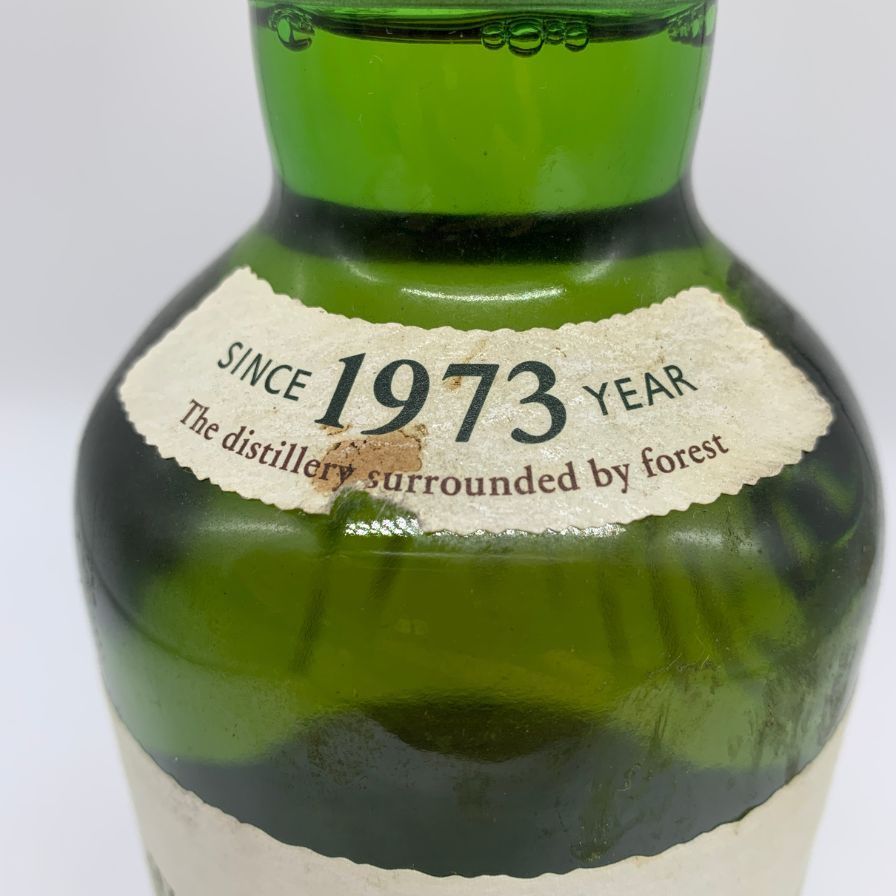 SINCE 1973 YEAR
The distillery surrounded by forest